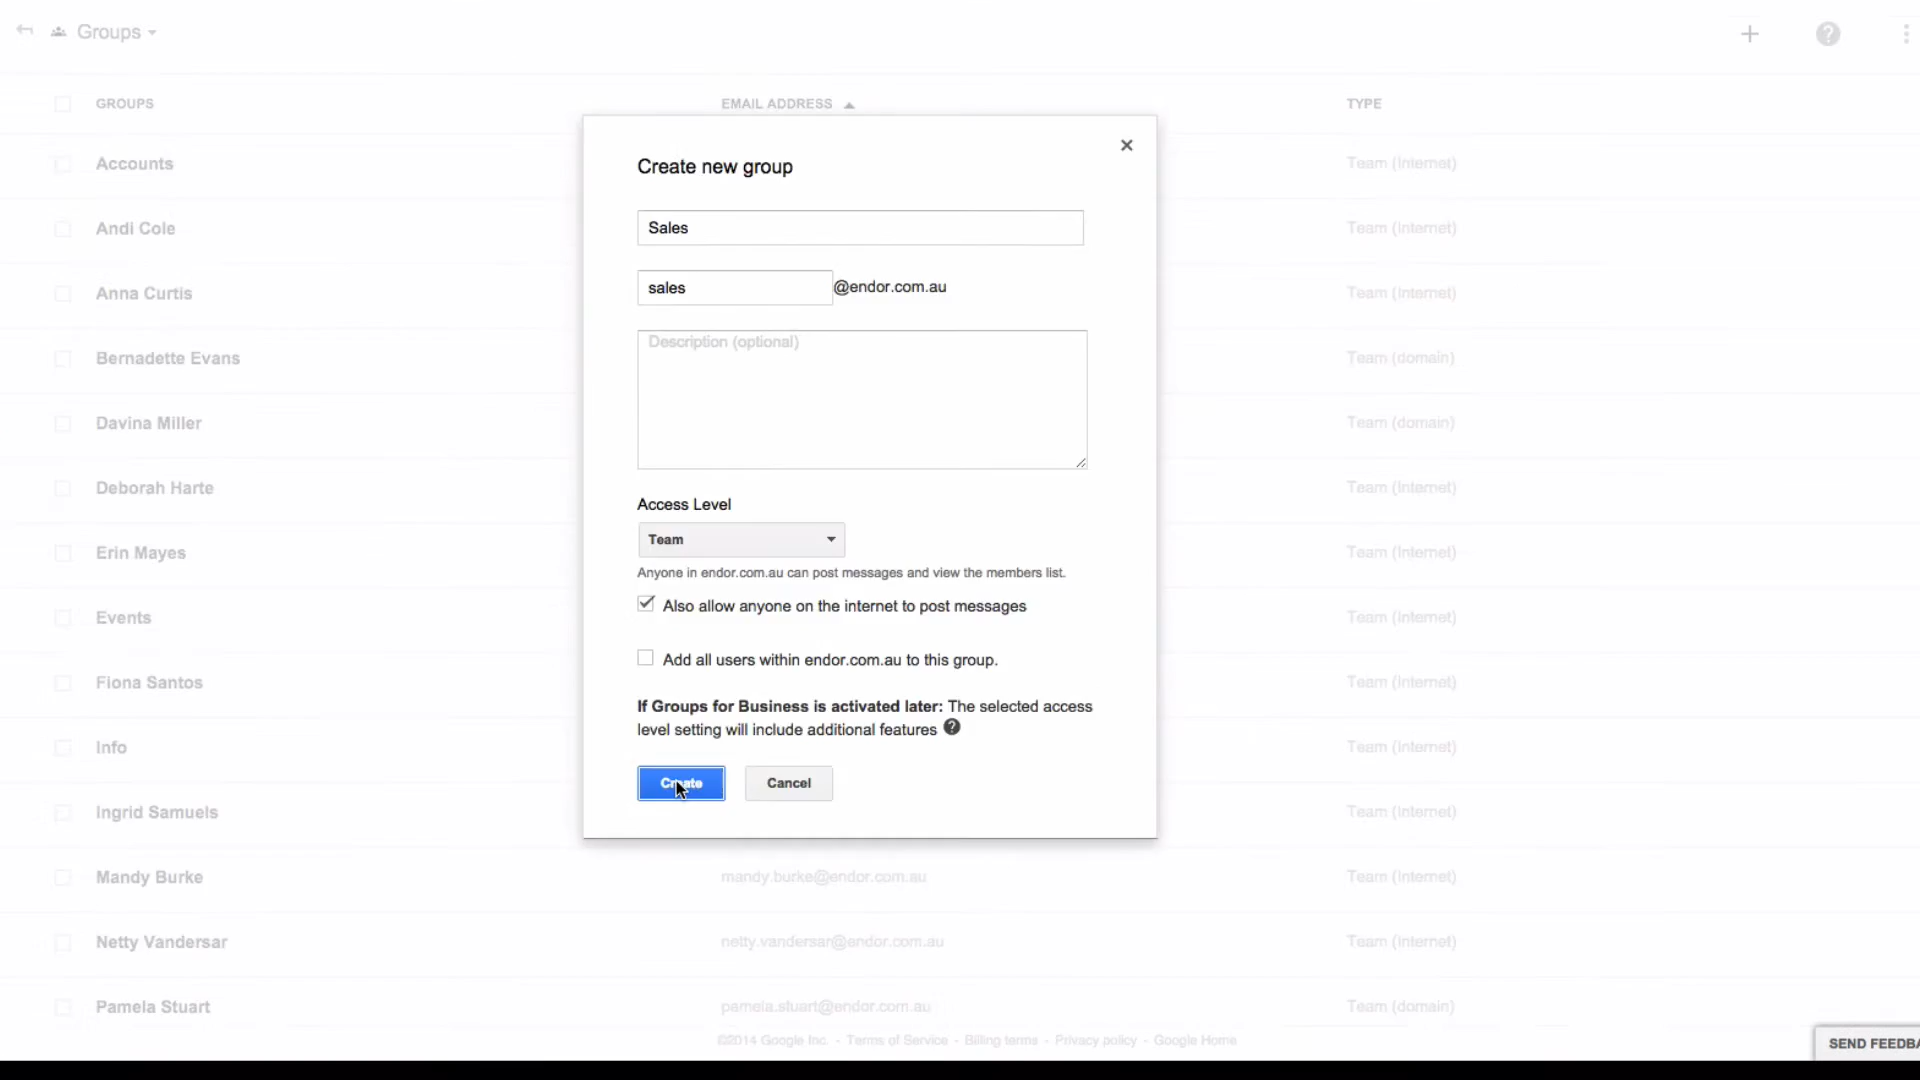 Groups
GROUPS EMAIL ADDRESS TYPE
Accounts Team (Internet)
Andi Cole Team (Internet)
Anna Curtis Team (Internet)
Bernadette Evans Team (domain)
Davina Miller Team (domain)
Deborah Harte Team (Internet)
Erin Mayes Team (Internet)
Events Team (Internet)
Fiona Santos Team (Internet)
Info Team (Internet)
Ingrid Samuels Team (Internet)
Mandy Burke mandy.burke@endor.com.au Team (Internet)
Netty Vandersar netty.vandersar@endor.com.au Team (Internet)
Pamela Stuart pamela.stuart@endor.com.au Team (domain)
Create new group
Sales
sales @endor.com.au
Description (optional)
Access Level
Team
Anyone in endor.com.au can post messages and view the members list.
Also allow anyone on the internet to post messages
Add all users within endor.com.au to this group.
If Groups for Business is activated later: The selected access
level setting will include additional features ?
Create Cancel
©2014 Google Inc. - Terms of Service - Billing terms - Privacy policy - Google Home
SEND FEEDBA